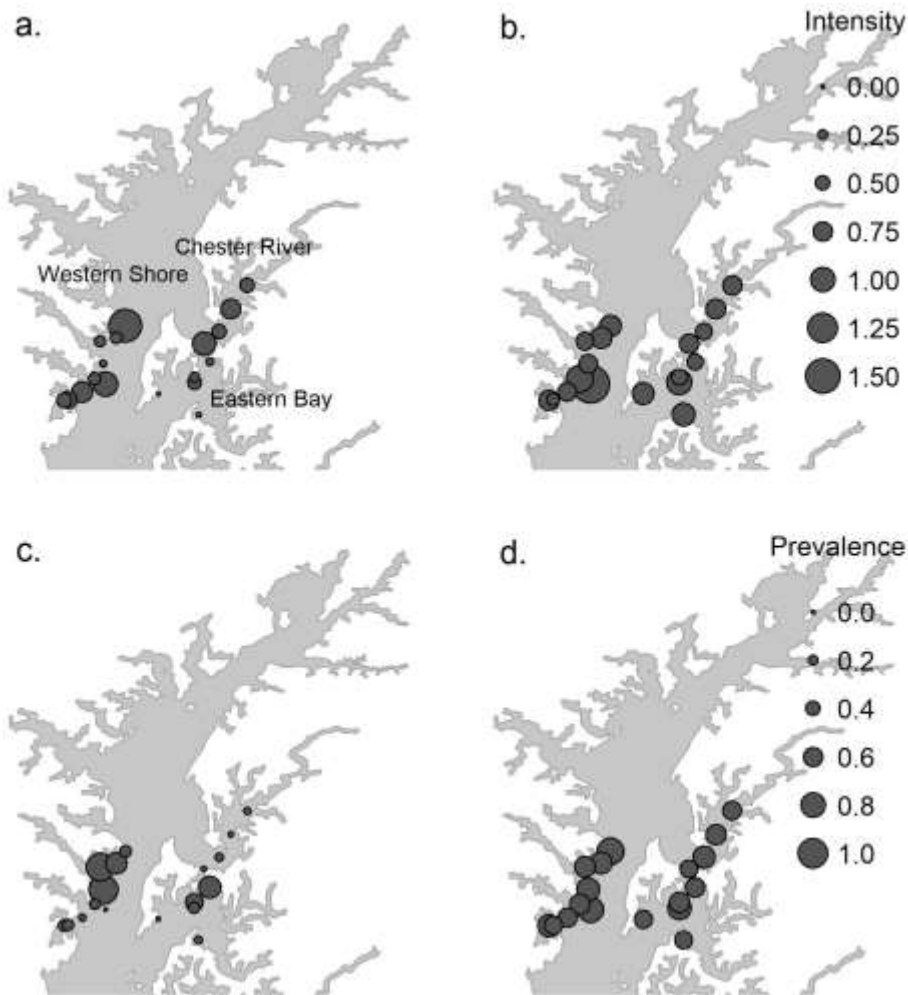 a.
Chester River
Western Shore
Eastern Bay
b.
Intensity
0.00
0.25
0.50
0.75
1.00
1.25
1.50
c.
d.
Prevalence
0.0
0.2
0.4
0.6
0.8
1.0